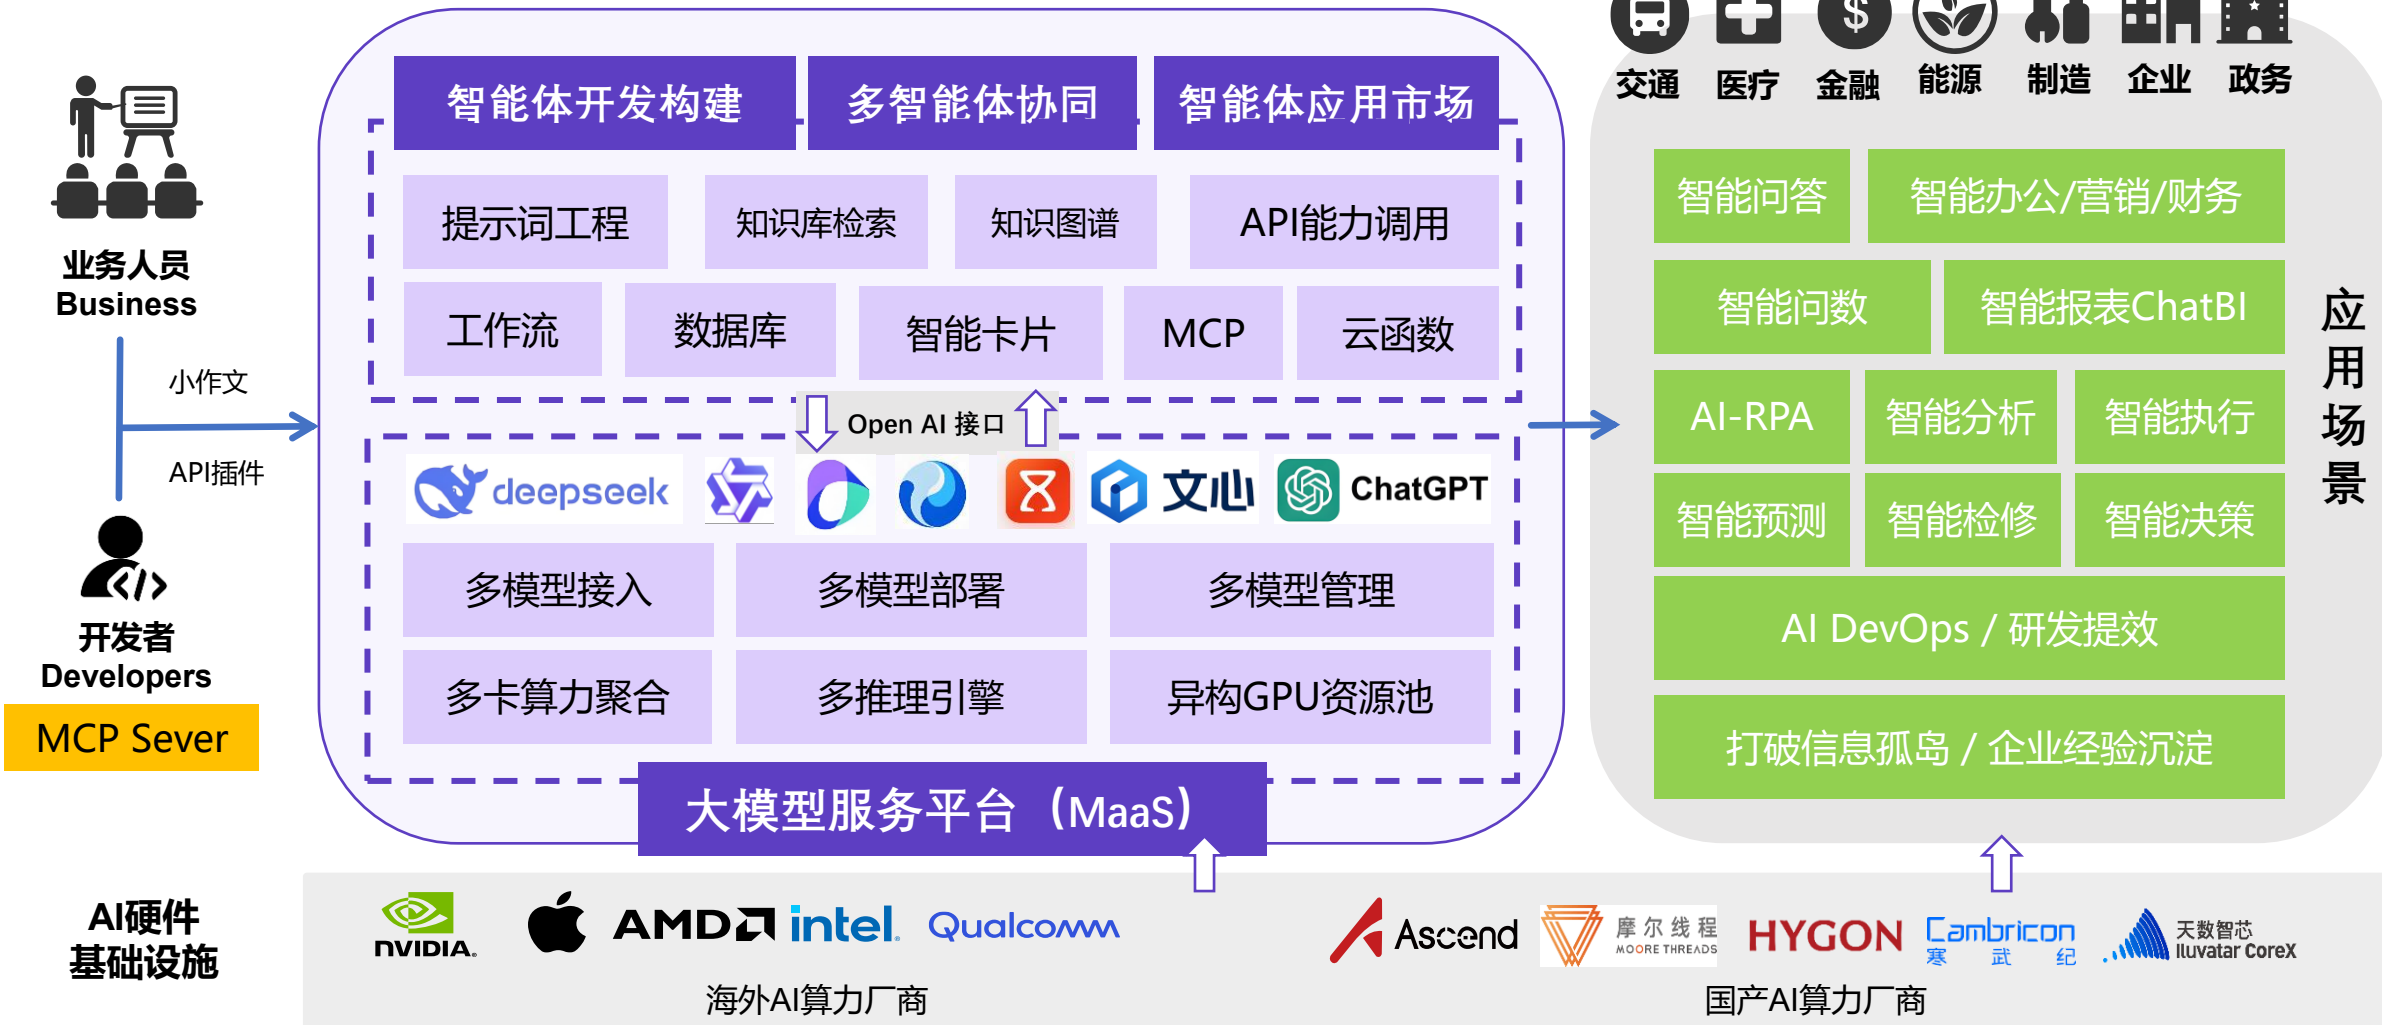 业务人员
Business
小作文
API插件
开发者
Developers
MCP Sever
智能体开发构建
多智能体协同
智能体应用市场
提示词工程
知识库检索
知识图谱
API能力调用
工作流
数据库
智能卡片
MCP
云函数
Open AI 接口
deepseek
文心
ChatGPT
多模型接入
多模型部署
多模型管理
多卡算力聚合
多推理引擎
异构GPU资源池
大模型服务平台（MaaS）
交通
医疗
金融
能源
制造
企业
政务
智能问答
智能办公/营销/财务
智能问数
智能报表ChatBI
AI-RPA
智能分析
智能执行
智能预测
智能检修
智能决策
AI DevOps / 研发提效
打破信息孤岛 / 企业经验沉淀
应用场景
AI硬件
基础设施
NVIDIA
AMD
intel
Qualcomm
海外AI算力厂商
Ascend
摩尔线程
MOORE THREADS
HYGON
Cambricon
寒武纪
天数智芯
Iluvatar CoreX
国产AI算力厂商